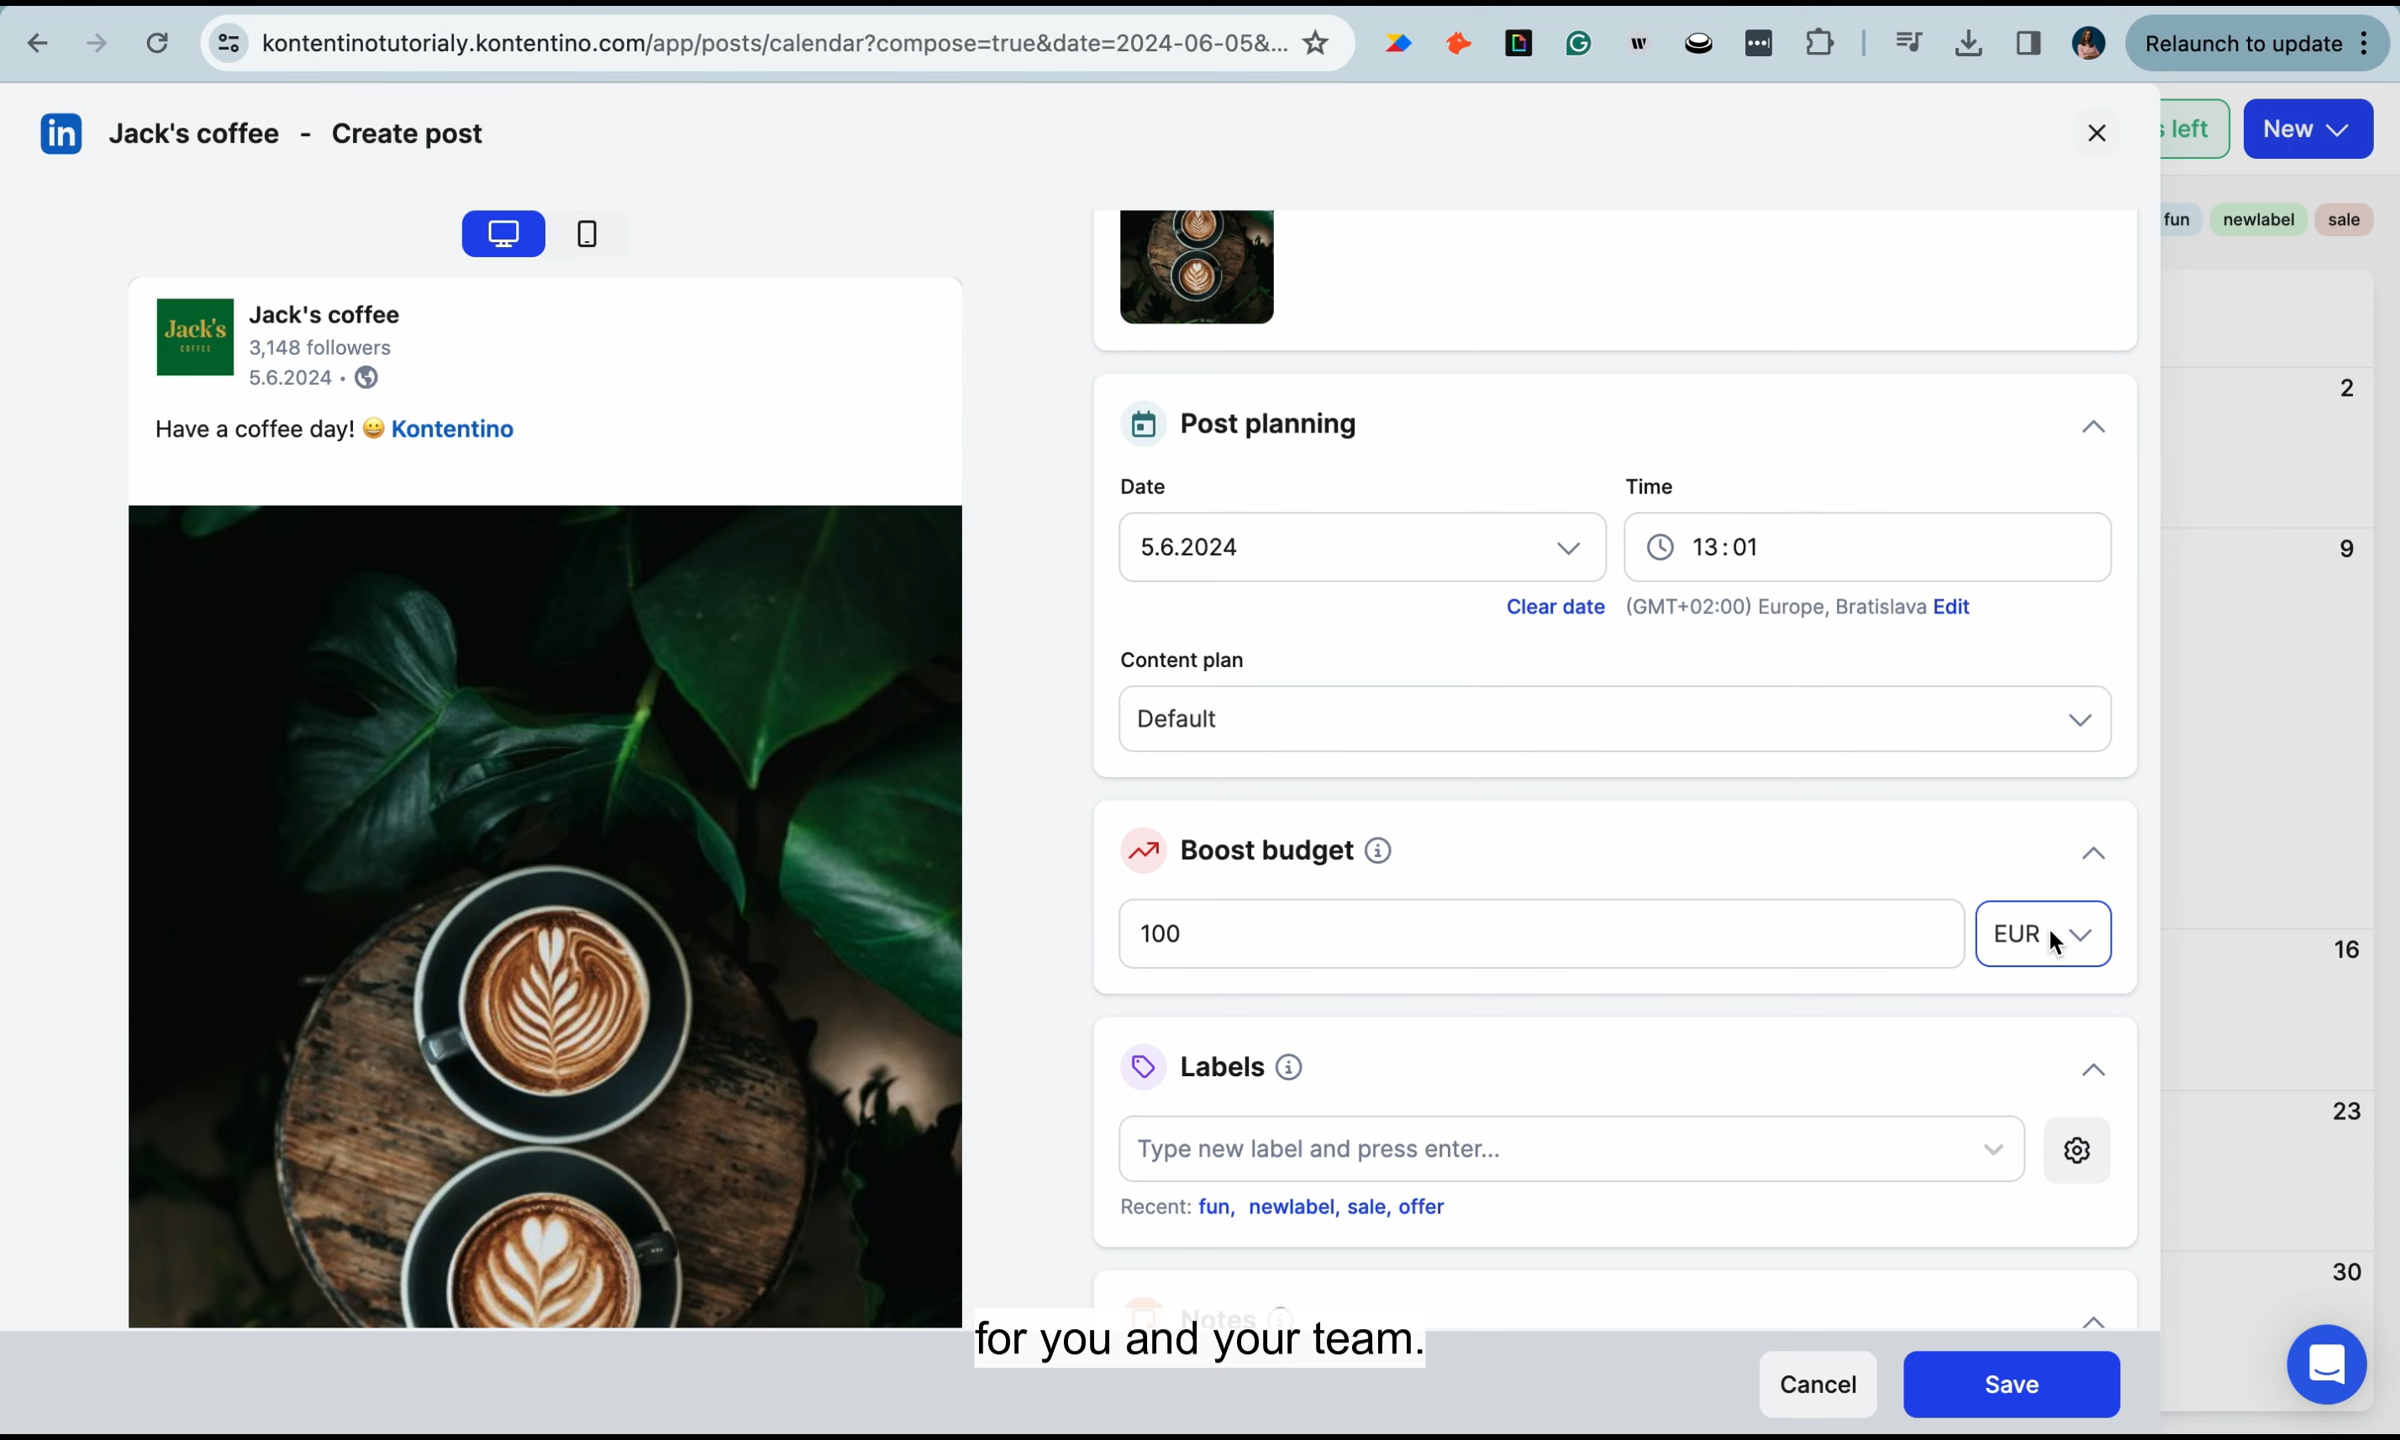 kontentinotutorialy.kontentino.com/app/posts/calendar?compose=true&date=2024-06-05&...
Relaunch to update
in Jack's coffee - Create post
s left
New
fun newlabel sale
Jack's
COFFEE
Jack's coffee
3,148 followers
5.6.2024 •
Have a coffee day! 😀 Kontentino
Post planning
Date
Time
5.6.2024
13:01
Clear date
(GMT+02:00) Europe, Bratislava Edit
Content plan
Default
Boost budget
100
EUR
Labels
Type new label and press enter...
Recent: fun, newlabel, sale, offer
Notes
for you and your team.
Cancel
Save
2
9
16
23
30